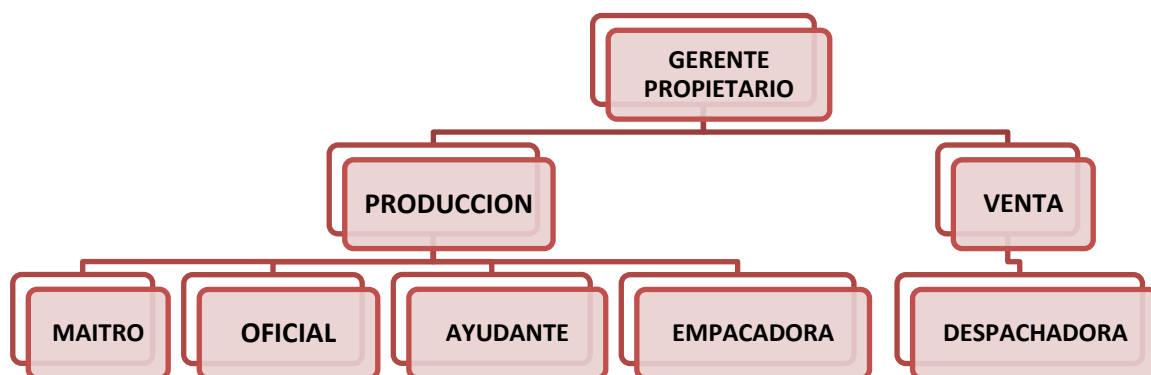 GERENTE
PROPIETARIO
PRODUCCION
VENTA
MAITRO
OFICIAL
AYUDANTE
EMPACADORA
DESPACHADORA